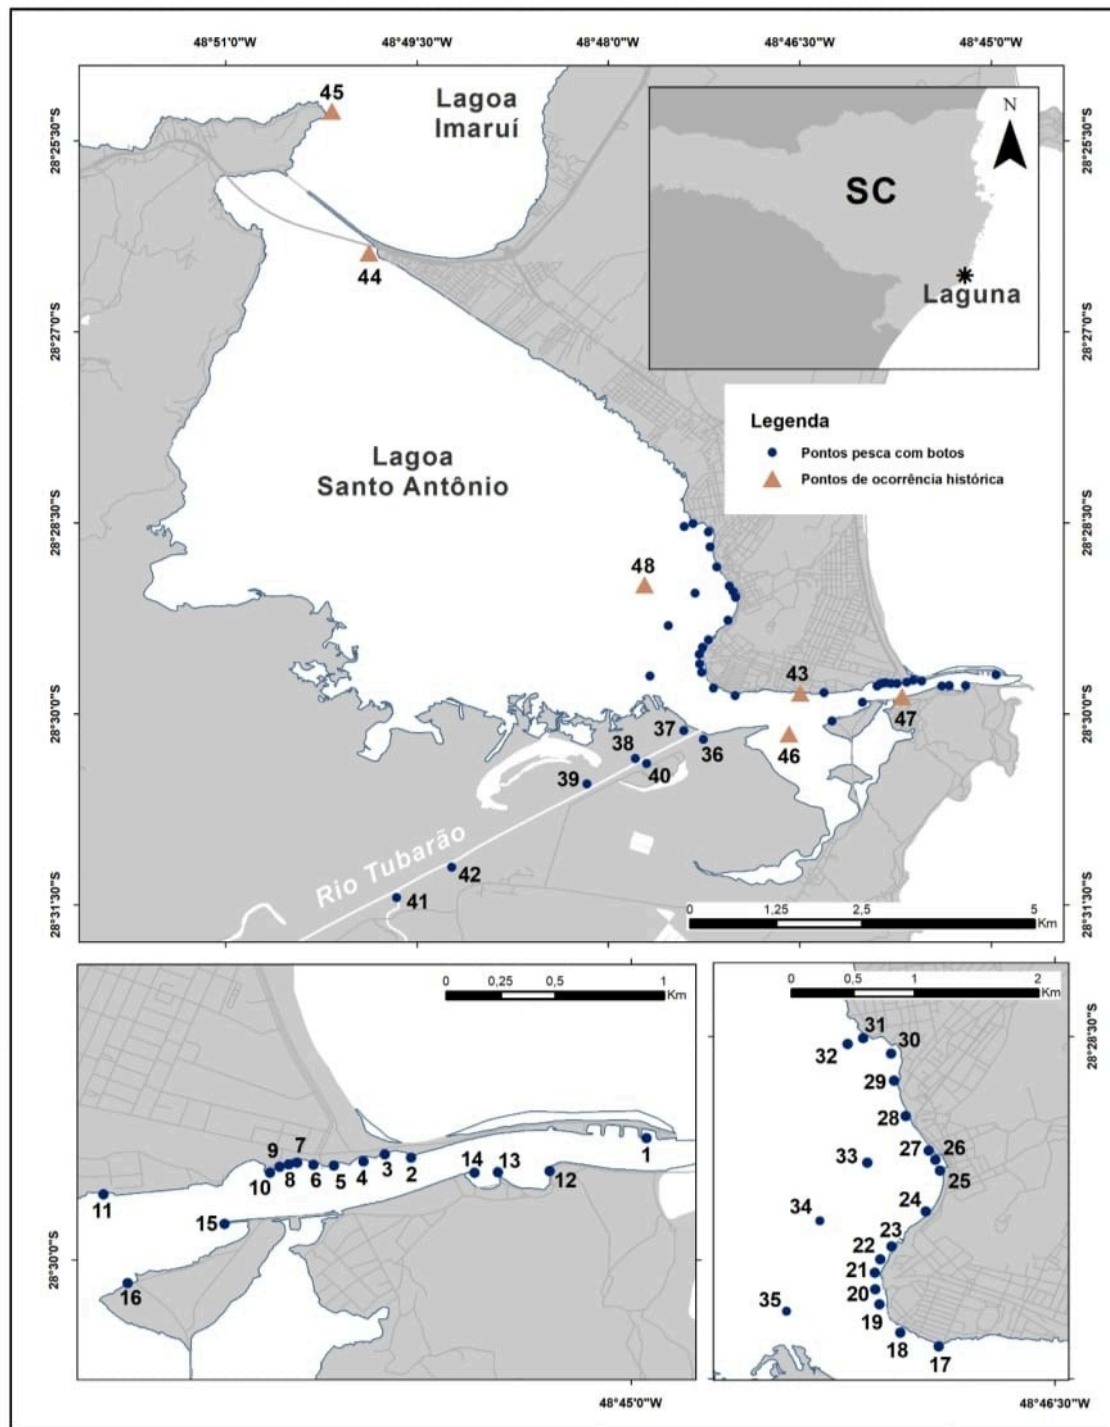 48°51'0"W 48°49'30"W 48°48'0"W 48°46'30"W 48°45'0"W
45
Lagoa
Imaruí
N
28°25'30"S
28°25'30"S
SC
44
Laguna
28°27'0"S
28°27'0"S
Legenda
Pontos pesca com botos
Pontos de ocorrência histórica
Lagoa
Santo Antônio
28°28'30"S
28°28'30"S
48
43
47
28°30'0"S
28°30'0"S
37
36
46
38
40
39
Rio Tubarão
42
41
28°31'30"S
28°31'30"S
0 1,25 2,5 5
Km
0 0,25 0,5 1
Km
9 7
10 8 6 5 4 3 2
14 13 12 1
11
15
16
28°30'0"S
48°45'0"W
0 0,5 1 2
Km
31
32 30
29
28
27 26
33 25
34 24
23
22
21
20
35 19
18 17
28°28'30"S
28°30'0"S
48°46'30"W